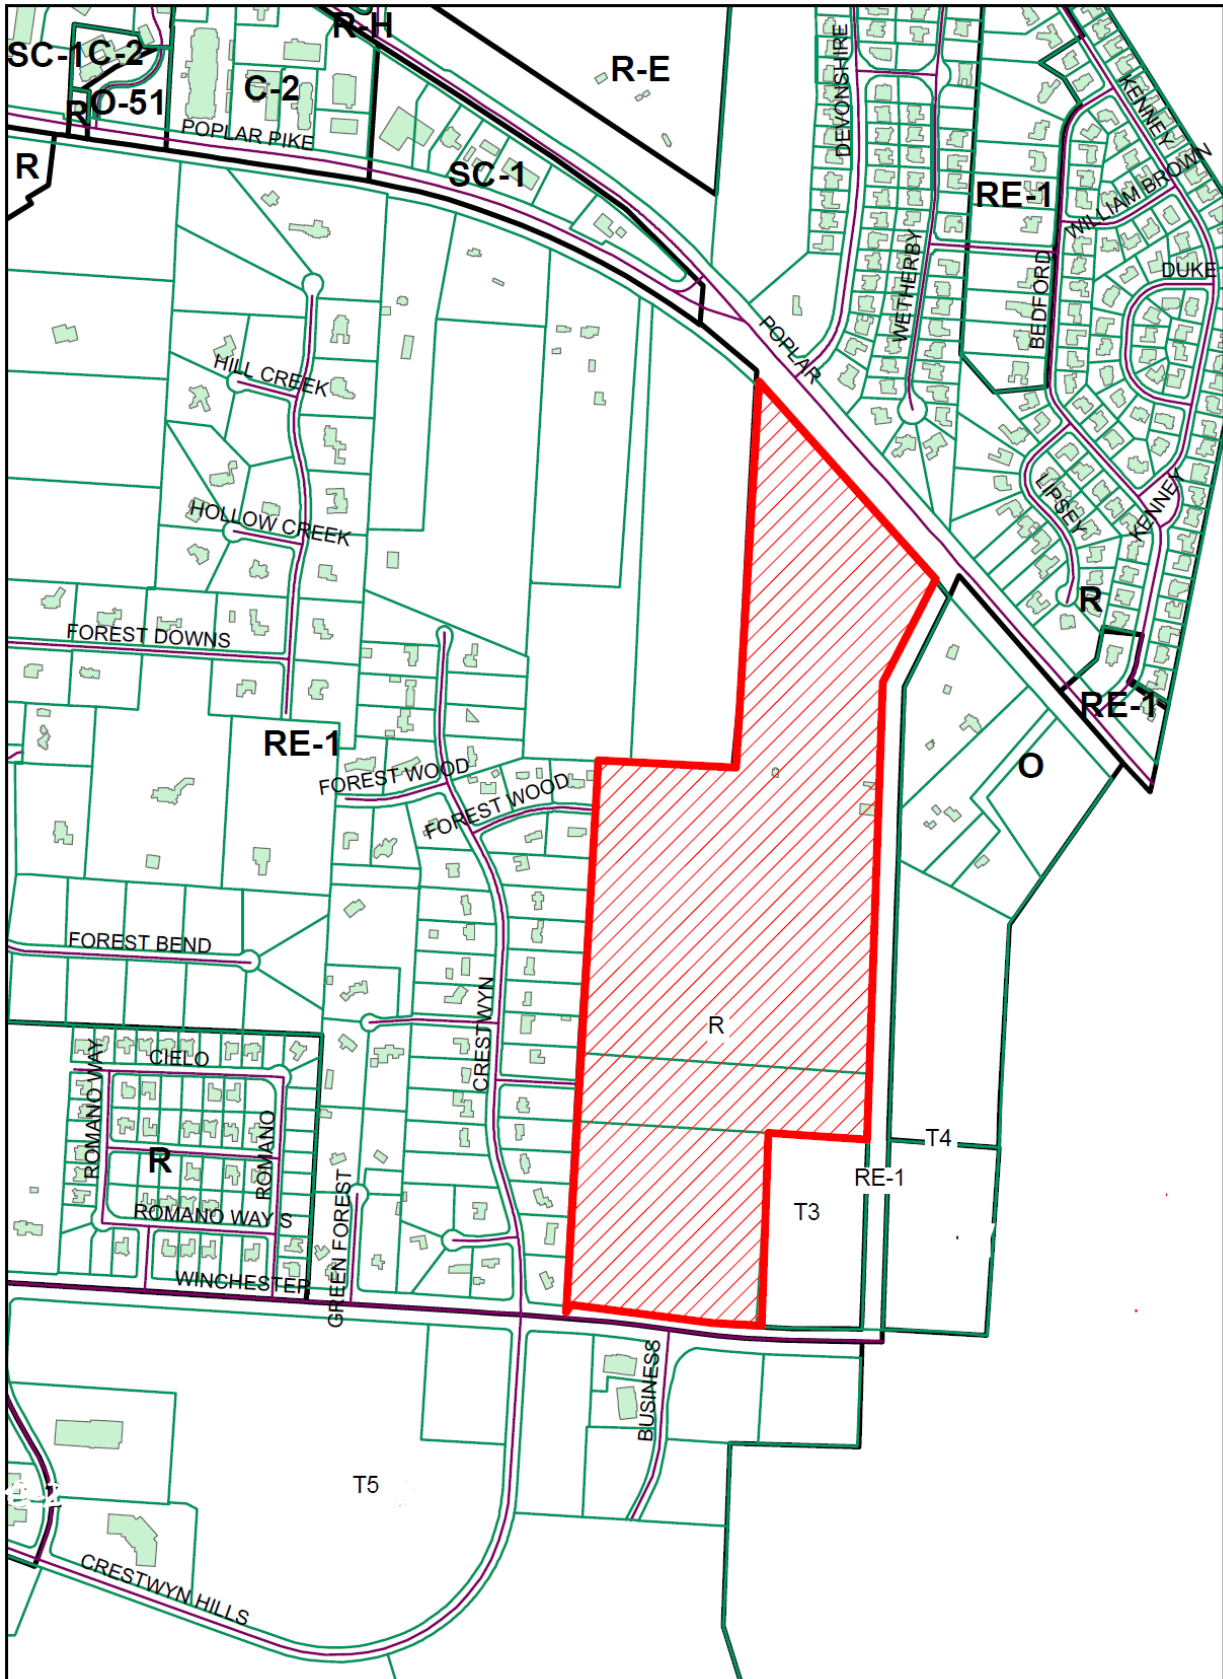 R-H
SC-1
C-2
R-E
DEVONSHIRE
C-2
KENNEY
R
O-51
POPLAR PIKE
R
SC-1
RE-1
WILLIAM BROWN
WETHERBY
BEDFORD
DUKE
POPLAR
HILL CREEK
LIPSEY
KENNEY
HOLLOW CREEK
R
FOREST DOWNS
RE-1
RE-1
O
FOREST WOOD
FOREST WOOD
FOREST BEND
CRESTWYN
R
CIELO
ROMANO WAY
ROMANO
R
T4
RE-1
T3
GREEN FOREST
ROMANO WAY S
WINCHESTER
BUSINESS
T5
CRESTWYN HILLS